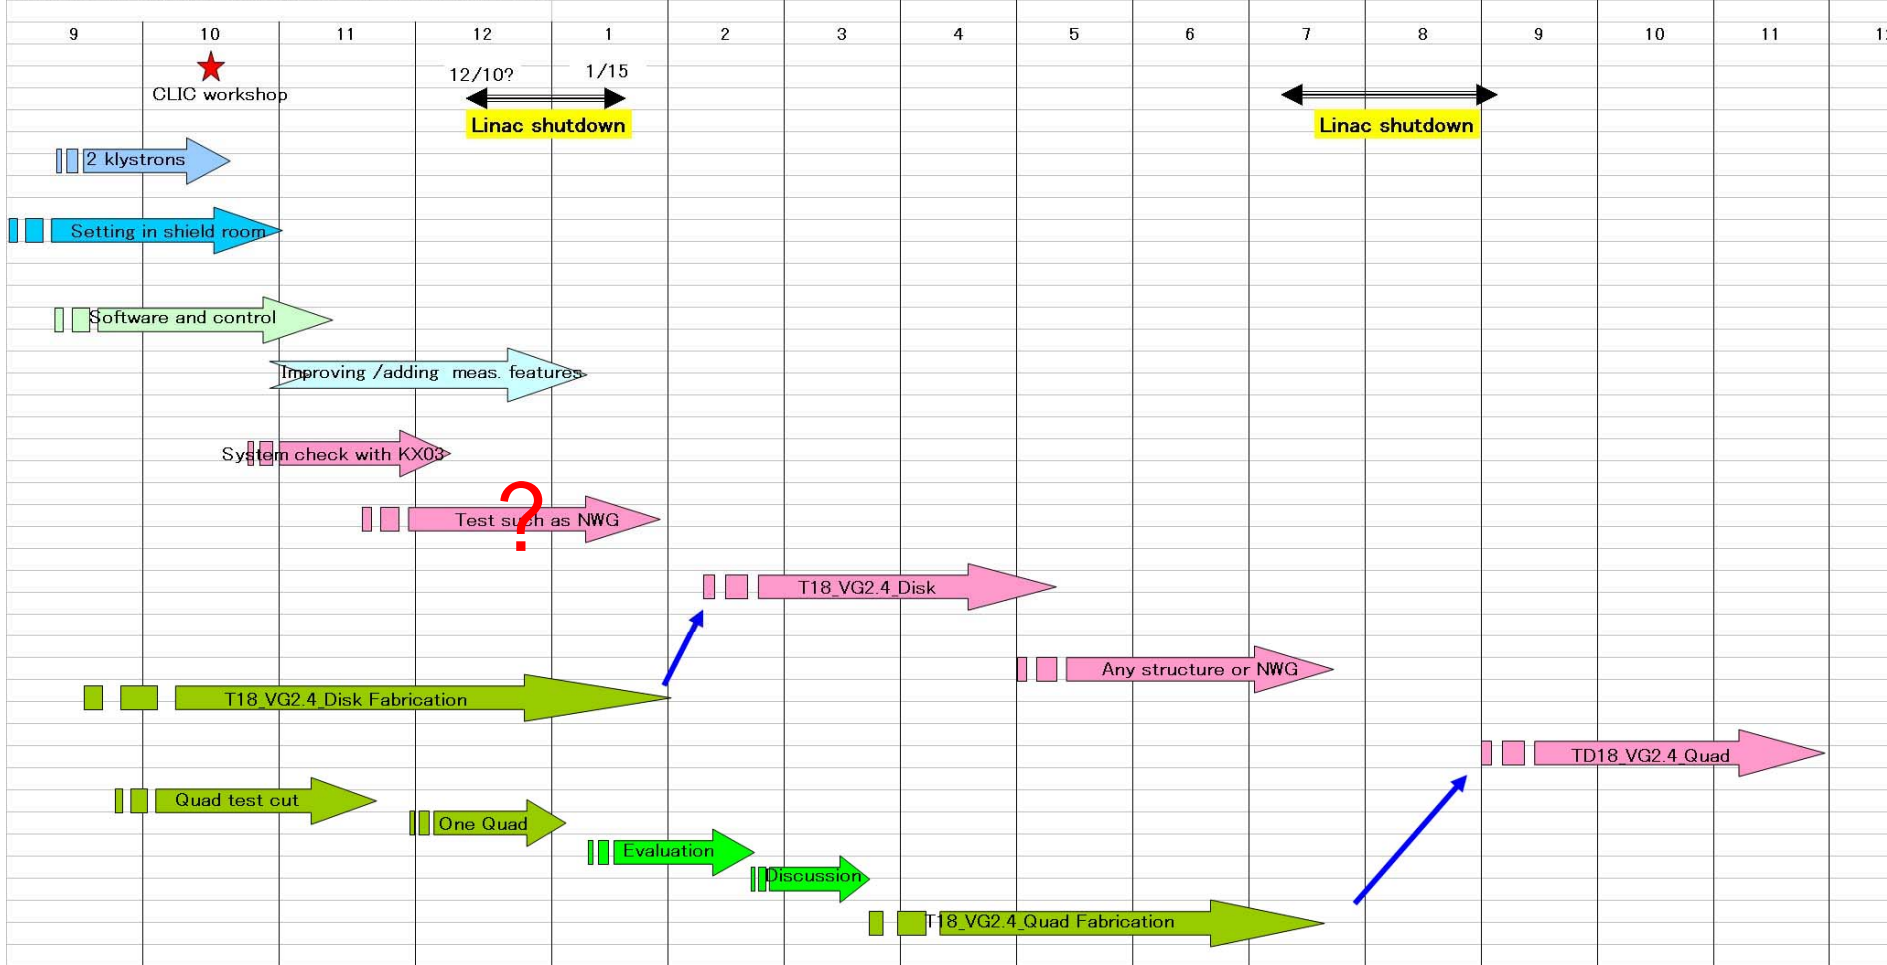 9 10 11 12 1 2 3 4 5 6 7 8 9 10 11
CLIC workshop
12/10?
1/15
Linac shutdown
Linac shutdown
2 klystrons
Setting in shield room
Software and control
Improving /adding meas. features
System check with KX03
Test such as NWG
?
T18_VG2.4_Disk
Any structure or NWG
T18_VG2.4_Disk Fabrication
TD18_VG2.4_Quad
Quad test cut
One Quad
Evaluation
Discussion
T18_VG2.4_Quad Fabrication